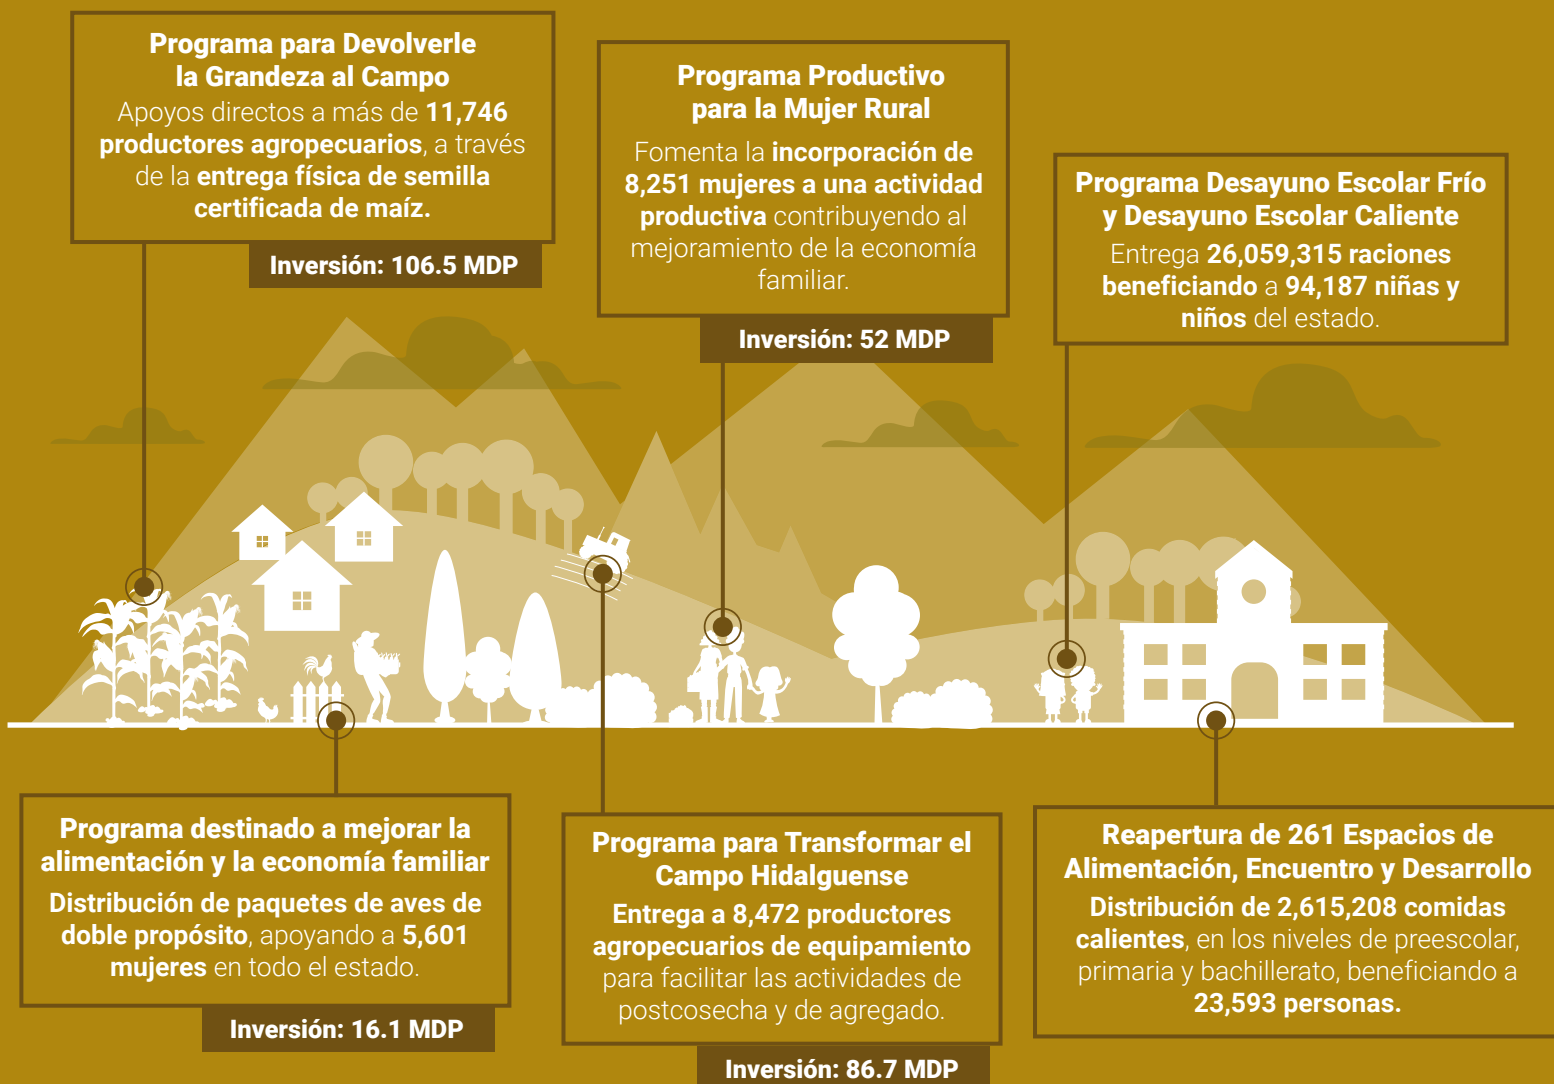 Programa para Devolverle
la Grandeza al Campo
Apoyos directos a más de 11,746
productores agropecuarios, a través
de la entrega física de semilla
certificada de maíz.
Inversión: 106.5 MDP
Programa Productivo
para la Mujer Rural
Fomenta la incorporación de
8,251 mujeres a una actividad
productiva contribuyendo al
mejoramiento de la economía
familiar.
Inversión: 52 MDP
Programa Desayuno Escolar Frío
y Desayuno Escolar Caliente
Entrega 26,059,315 raciones
beneficiando a 94,187 niñas y
niños del estado.
Programa destinado a mejorar la
alimentación y la economía familiar
Distribución de paquetes de aves de
doble propósito, apoyando a 5,601
mujeres en todo el estado.
Inversión: 16.1 MDP
Programa para Transformar el
Campo Hidalguense
Entrega a 8,472 productores
agropecuarios de equipamiento
para facilitar las actividades de
postcosecha y de agregado.
Inversión: 86.7 MDP
Reapertura de 261 Espacios de
Alimentación, Encuentro y Desarrollo
Distribución de 2,615,208 comidas
calientes, en los niveles de preescolar,
primaria y bachillerato, beneficiando a
23,593 personas.